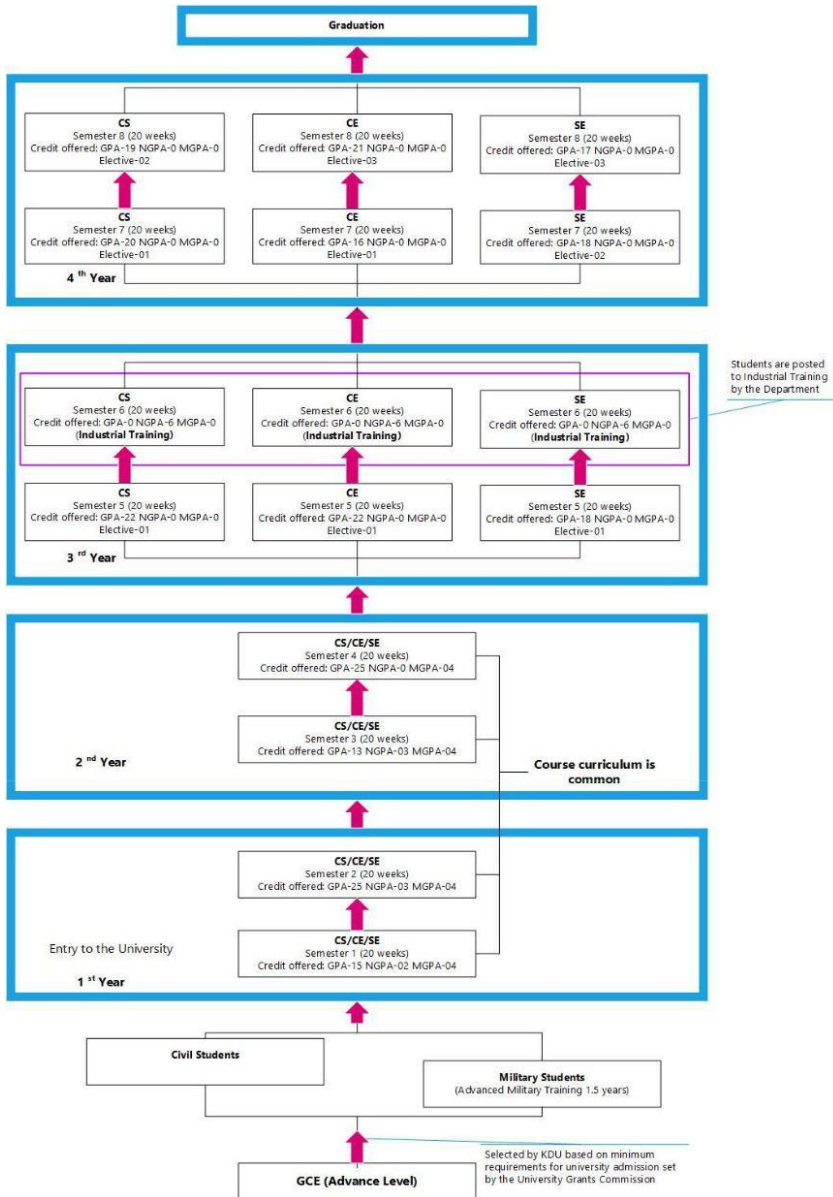 Graduation
CS
Semester 8 (20 weeks)
Credit offered: GPA-19 NGPA-0 MGPA-0
Elective-02
CE
Semester 8 (20 weeks)
Credit offered: GPA-21 NGPA-0 MGPA-0
Elective-03
SE
Semester 8 (20 weeks)
Credit offered: GPA-17 NGPA-0 MGPA-0
Elective-03
CS
Semester 7 (20 weeks)
Credit offered: GPA-20 NGPA-0 MGPA-0
Elective-01
CE
Semester 7 (20 weeks)
Credit offered: GPA-16 NGPA-0 MGPA-0
Elective-01
SE
Semester 7 (20 weeks)
Credit offered: GPA-18 NGPA-0 MGPA-0
Elective-02
4 th Year
Students are posted
to Industrial Training
by the Department
CS
Semester 6 (20 weeks)
Credit offered: GPA-0 NGPA-6 MGPA-0
(Industrial Training)
CE
Semester 6 (20 weeks)
Credit offered: GPA-0 NGPA-6 MGPA-0
(Industrial Training)
SE
Semester 6 (20 weeks)
Credit offered: GPA-0 NGPA-6 MGPA-0
(Industrial Training)
CS
Semester 5 (20 weeks)
Credit offered: GPA-22 NGPA-0 MGPA-0
Elective-01
CE
Semester 5 (20 weeks)
Credit offered: GPA-22 NGPA-0 MGPA-0
Elective-01
SE
Semester 5 (20 weeks)
Credit offered: GPA-18 NGPA-0 MGPA-0
Elective-01
3 rd Year
CS/CE/SE
Semester 4 (20 weeks)
Credit offered: GPA-25 NGPA-0 MGPA-04
CS/CE/SE
Semester 3 (20 weeks)
Credit offered: GPA-13 NGPA-03 MGPA-04
2 nd Year
Course curriculum is
common
CS/CE/SE
Semester 2 (20 weeks)
Credit offered: GPA-25 NGPA-03 MGPA-04
CS/CE/SE
Semester 1 (20 weeks)
Credit offered: GPA-15 NGPA-02 MGPA-04
Entry to the University
1 st Year
Civil Students
Military Students
(Advanced Military Training 1.5 years)
Selected by KDU based on minimum
requirements for university admission set
by the University Grants Commission
GCE (Advance Level)